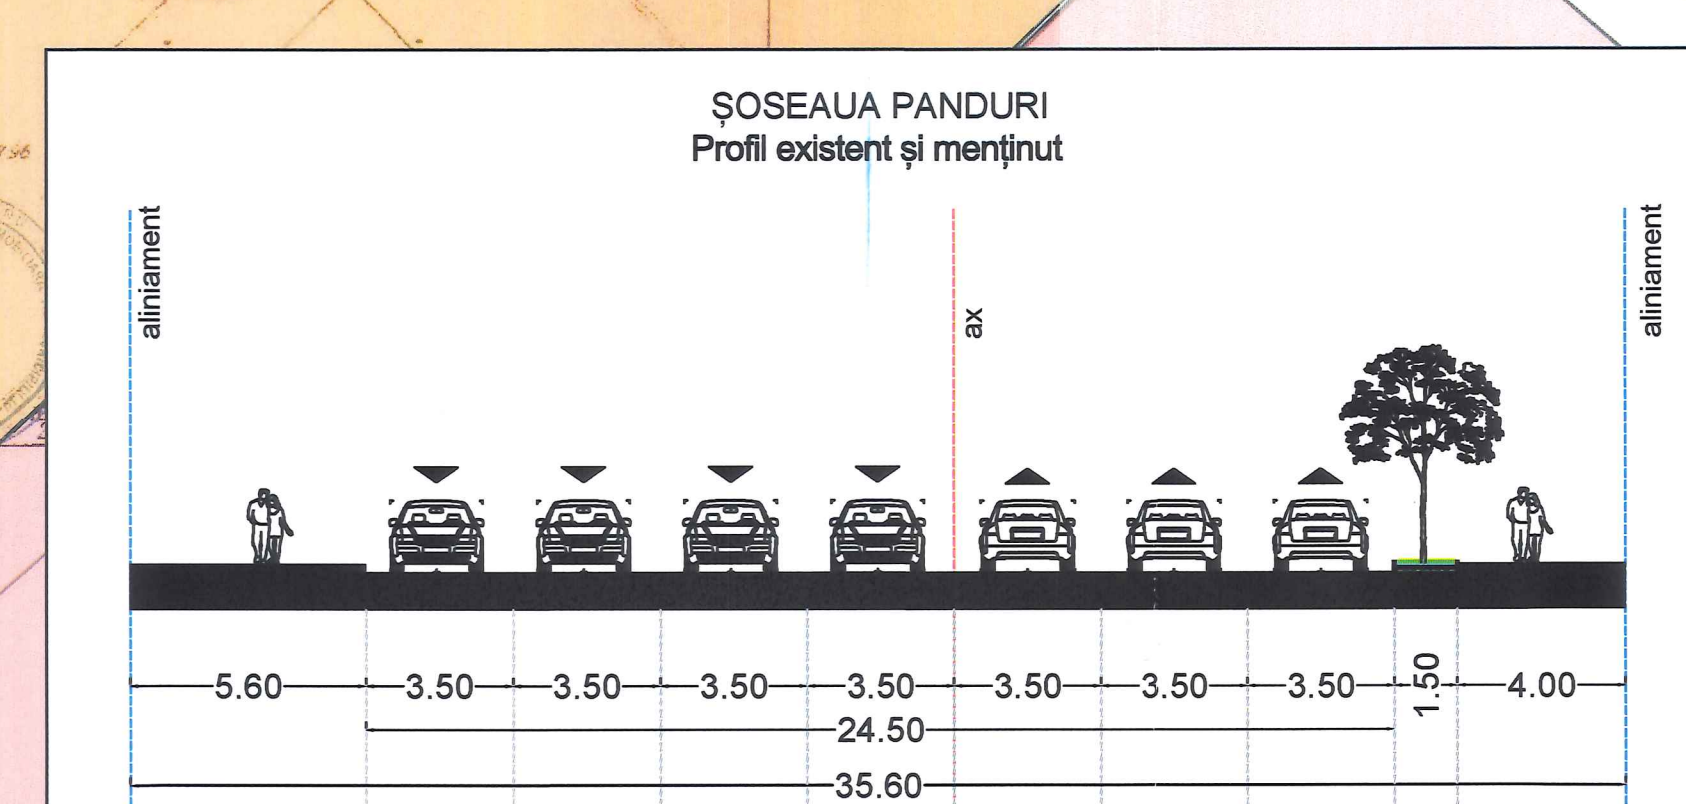 ȘOSEAUA PANDURI
Profil existent și menținut
aliniament
ax
aliniament
5.60 3.50 3.50 3.50 3.50 3.50 3.50 3.50 1.50 4.00
24.50
35.60